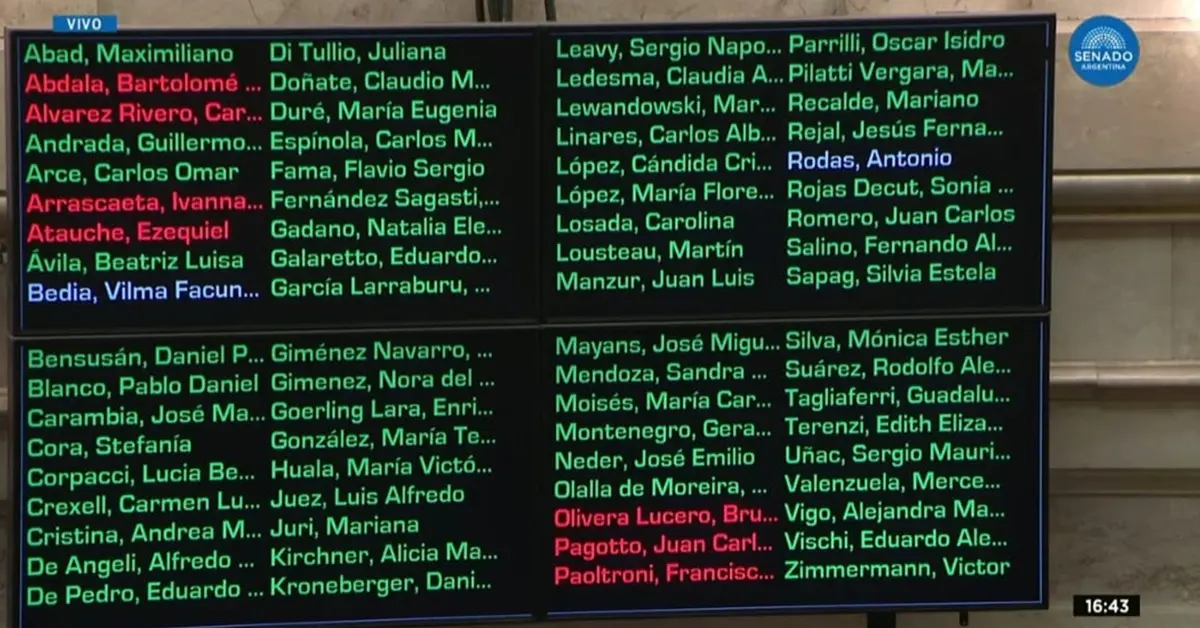 VIVO
SENADO
ARGENTINA
Abad, Maximiliano
Abdala, Bartolomé ...
Alvarez Rivero, Car...
Andrada, Guillermo...
Arce, Carlos Omar
Arrascaeta, Ivanna...
Atauche, Ezequiel
Ávila, Beatriz Luisa
Bedia, Vilma Facun...
Di Tullio, Juliana
Doñate, Claudio M...
Duré, María Eugenia
Espínola, Carlos M...
Fama, Flavio Sergio
Fernández Sagasti,...
Gadano, Natalia Ele...
Galaretto, Eduardo...
García Larraburu, ...
Leavy, Sergio Napo...
Ledesma, Claudia A...
Lewandowski, Mar...
Linares, Carlos Alb...
López, Cándida Cri...
López, María Flore...
Losada, Carolina
Lousteau, Martín
Manzur, Juan Luis
Parrilli, Oscar Isidro
Pilatti Vergara, Ma...
Recalde, Mariano
Rejal, Jesús Ferna...
Rodas, Antonio
Rojas Decut, Sonia ...
Romero, Juan Carlos
Salino, Fernando Al...
Sapag, Silvia Estela
Bensusán, Daniel P...
Blanco, Pablo Daniel
Carambia, José Ma...
Cora, Stefanía
Corpacci, Lucia Be...
Crexell, Carmen Lu...
Cristina, Andrea M...
De Angeli, Alfredo ...
De Pedro, Eduardo ...
Giménez Navarro, ...
Gimenez, Nora del ...
Goerling Lara, Enri...
González, María Te...
Huala, María Victó...
Juez, Luis Alfredo
Juri, Mariana
Kirchner, Alicia Ma...
Kroneberger, Dani...
Mayans, José Migu...
Mendoza, Sandra ...
Moisés, María Car...
Montenegro, Gera...
Neder, José Emilio
Olalla de Moreira, ...
Olivera Lucero, Bru...
Pagotto, Juan Carl...
Paoltroni, Francisc...
Silva, Mónica Esther
Suárez, Rodolfo Ale...
Tagliaferri, Guadalu...
Terenzi, Edith Eliza...
Uñac, Sergio Mauri...
Valenzuela, Merce...
Vigo, Alejandra Ma...
Vischi, Eduardo Ale...
Zimmermann, Victor
16:43